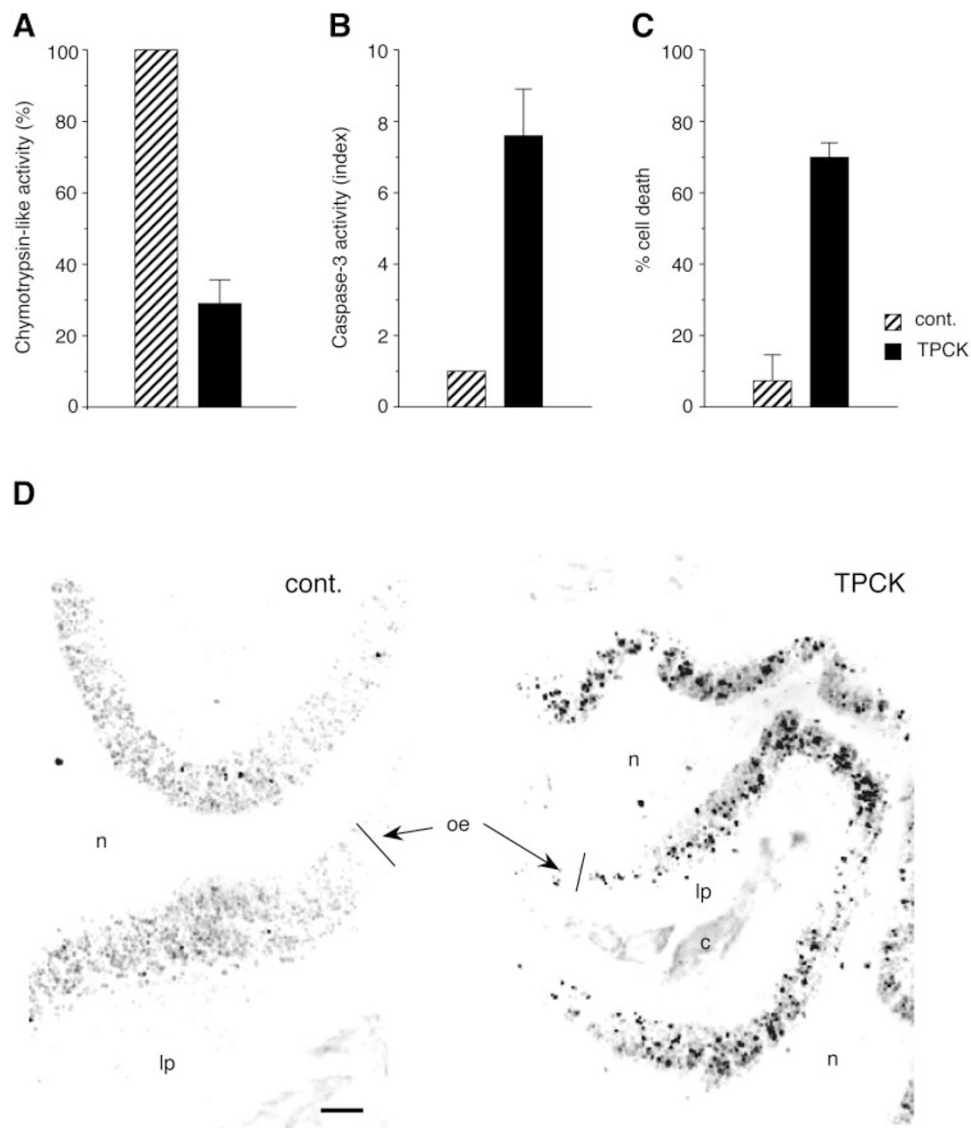 A
B
C
Chymotrypsin-like activity (%)
100
80
60
40
20
0
Caspase-3 activity (index)
10
8
6
4
2
0
% cell death
100
80
60
40
20
0
cont.
TPCK
D
cont.
TPCK
n
n
oe
lp
c
lp
n